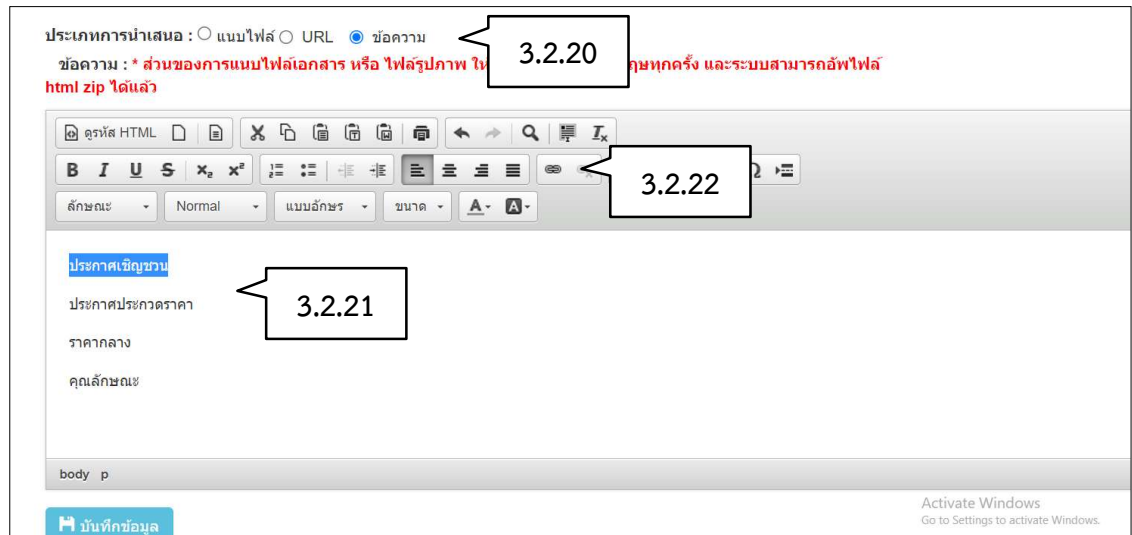 ประเภทการนำเสนอ : แนบไฟล์ URL ข้อความ
3.2.20
ข้อความ : * ส่วนของการแนบไฟล์เอกสาร หรือ ไฟล์รูปภาพ ให้ กฤษทุกครั้ง และระบบสามารถอัพไฟล์
html zip ได้แล้ว
ดูรหัส HTML
B I U S x₂ x²
3.2.22
ลักษณะ Normal แบบอักษร ขนาด A A
ประกาศเชิญชวน
ประกาศประกวดราคา
3.2.21
ราคากลาง
คุณลักษณะ
body p
Activate Windows
Go to Settings to activate Windows.
บันทึกข้อมูล